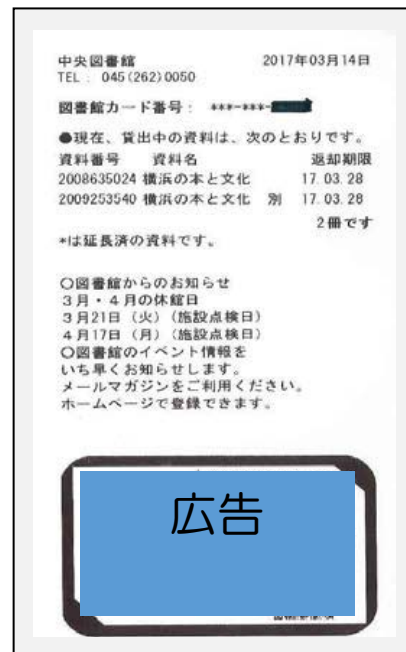 中央図書館 2017年03月14日
TEL： 045(262)0050
図書館カード番号： ***-***-
●現在、貸出中の資料は、次のとおりです。
資料番号 資料名 返却期限
2008635024 横浜の本と文化 17.03.28
2009253540 横浜の本と文化 別 17.03.28
2冊です
*は延長済の資料です。
○図書館からのお知らせ
3月・4月の休館日
3月21日（火）（施設点検日）
4月17日（月）（施設点検日）
○図書館のイベント情報を
いち早くお知らせします。
メールマガジンをご利用ください。
ホームページで登録できます。
広告